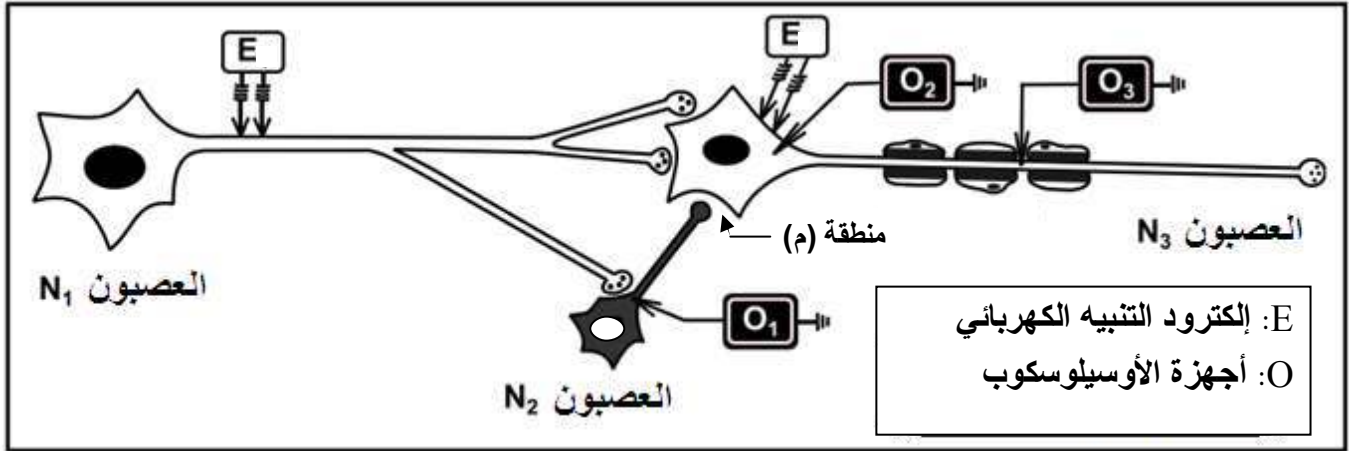 E
E
O₂
O₃
العصبون N₁
منطقة (م)
العصبون N₃
O₁
العصبون N₂
E: إلكترود التنبيه الكهربائي
O: أجهزة الأوسيلوسكوب